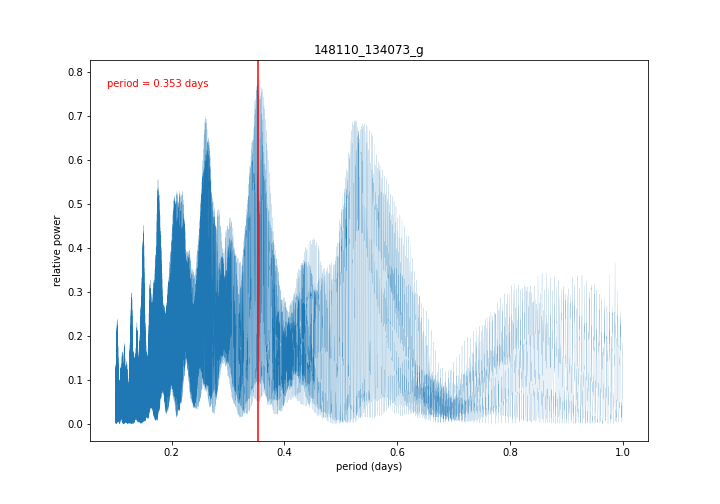 148110_134073_g
period = 0.353 days
relative power
0.8
0.7
0.6
0.5
0.4
0.3
0.2
0.1
0.0
0.2 0.4 0.6 0.8 1.0
period (days)